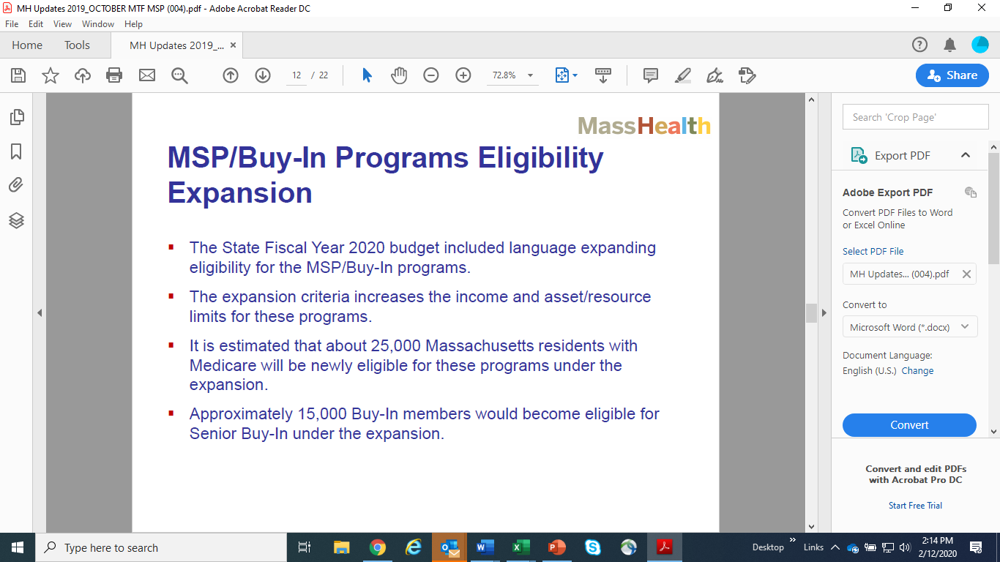 MH Updates 2019_OCTOBER MTF MSP (004).pdf - Adobe Acrobat Reader DC
File Edit View Window Help
Home Tools MH Updates 2019_... ×
12 / 22 72.8% Share
MassHealth
MSP/Buy-In Programs Eligibility
Expansion
The State Fiscal Year 2020 budget included language expanding
eligibility for the MSP/Buy-In programs.
The expansion criteria increases the income and asset/resource
limits for these programs.
It is estimated that about 25,000 Massachusetts residents with
Medicare will be newly eligible for these programs under the
expansion.
Approximately 15,000 Buy-In members would become eligible for
Senior Buy-In under the expansion.
Search 'Crop Page'
Export PDF
Adobe Export PDF
Convert PDF Files to Word
or Excel Online
Select PDF File
MH Updates... (004).pdf
Convert to
Microsoft Word (*.docx)
Document Language:
English (U.S.) Change
Convert
Convert and edit PDFs
with Acrobat Pro DC
Start Free Trial
Type here to search
Desktop » Links
2:14 PM
2/12/2020